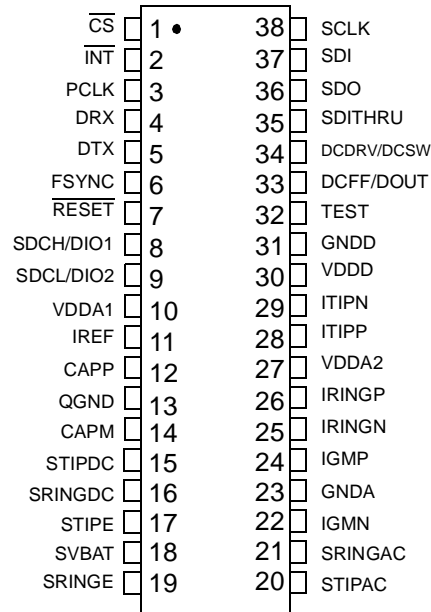 C̅S̅ 1 38 SCLK
I̅N̅T̅ 2 37 SDI
PCLK 3 36 SDO
DRX 4 35 SDITHRU
DTX 5 34 DCDRV/DCSW
FSYNC 6 33 DCFF/DOUT
R̅E̅S̅E̅T̅ 7 32 TEST
SDCH/DIO1 8 31 GNDD
SDCL/DIO2 9 30 VDDD
VDDA1 10 29 ITIPN
IREF 11 28 ITIPP
CAPP 12 27 VDDA2
QGND 13 26 IRINGP
CAPM 14 25 IRINGN
STIPDC 15 24 IGMP
SRINGDC 16 23 GNDA
STIPE 17 22 IGMN
SVBAT 18 21 SRINGAC
SRINGE 19 20 STIPAC